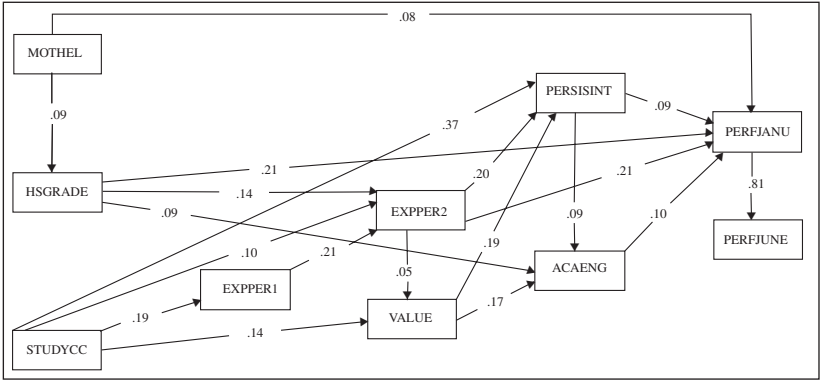 .08
MOTHEL
PERSISINT
.09
.09
.37
PERFJANU
.21
.20
HSGRADE
.14
.21
.81
.09
EXPPER2
.09
PERFJUNE
.10
.21
.19
.10
ACAENG
EXPPER1
.05
.19
.17
VALUE
.14
STUDYCC